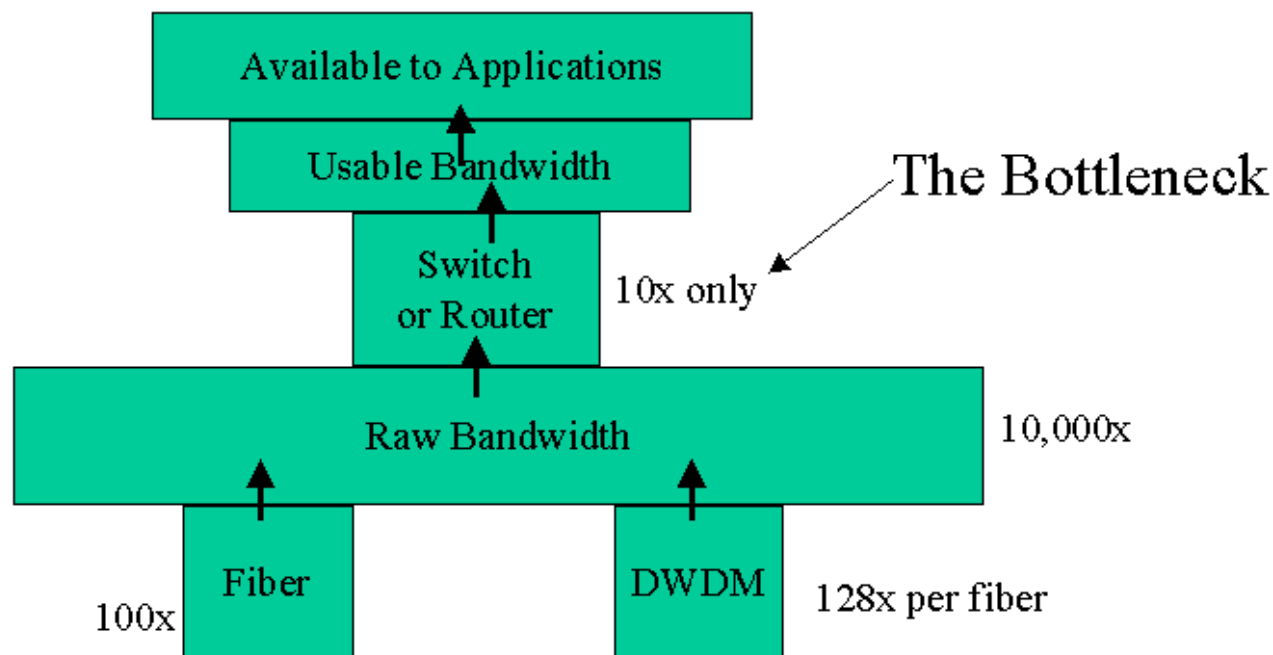 Available to Applications
Usable Bandwidth
The Bottleneck
Switch
or Router
10x only
Raw Bandwidth
10,000x
Fiber
DWDM
100x
128x per fiber